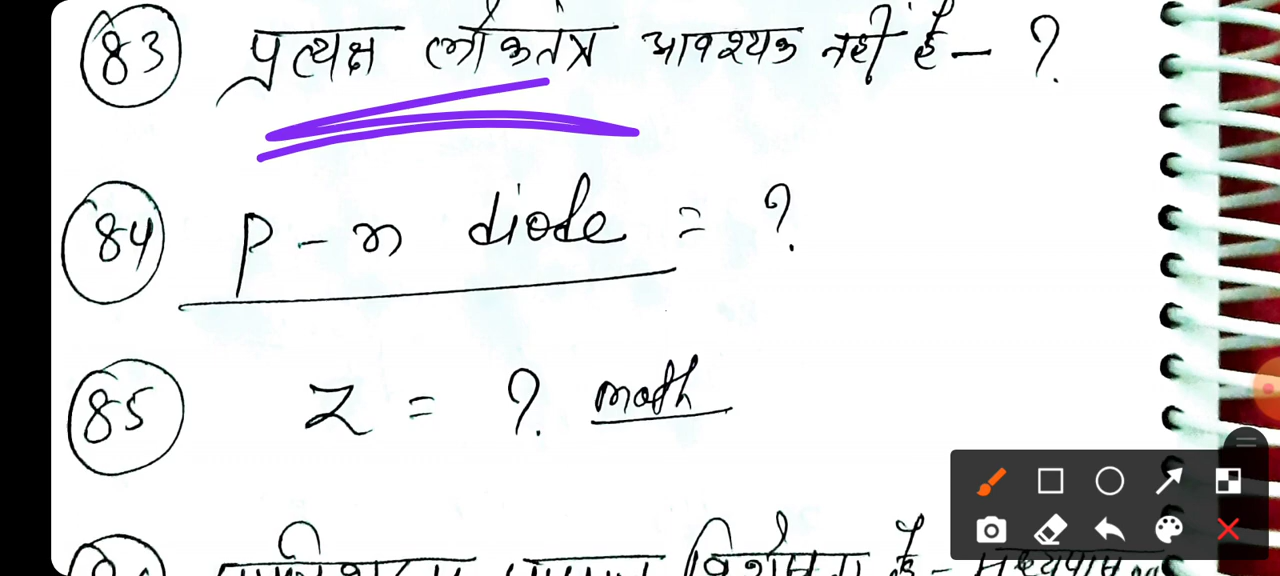 83 प्रत्यक्ष लोकतंत्र आवश्यक नहीं है - ?
84 P - n diode = ?
85 Z = ? math
है -